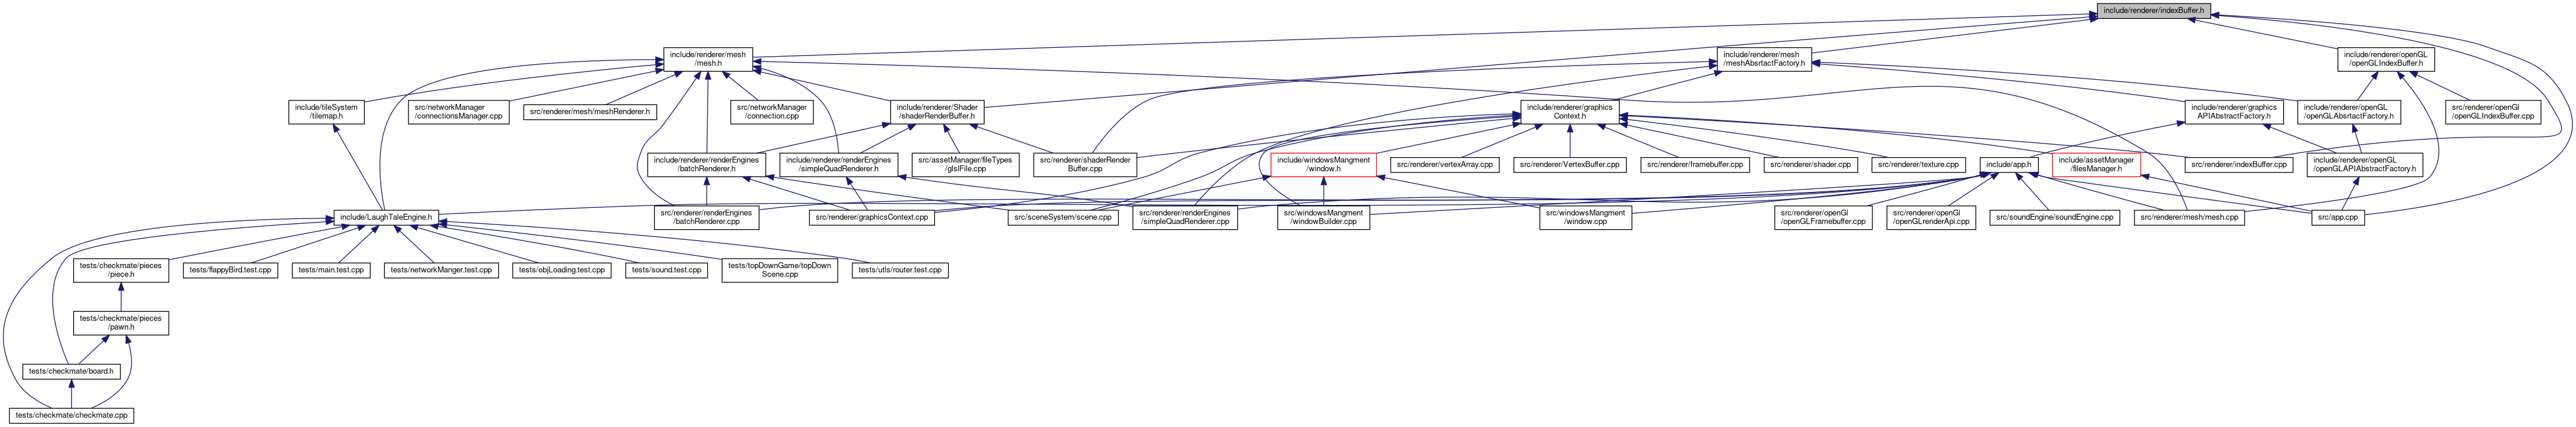 include/renderer/indexBuffer.h
include/renderer/mesh
/mesh.h
include/renderer/mesh
/meshAbsrtactFactory.h
include/renderer/openGL
/openGLIndexBuffer.h
include/tileSystem
/tilemap.h
src/networkManager
/connectionsManager.cpp
src/renderer/mesh/meshRenderer.h
src/networkManager
/connection.cpp
include/renderer/Shader
/shaderRenderBuffer.h
include/renderer/graphics
Context.h
include/renderer/graphics
APIAbstractFactory.h
include/renderer/openGL
/openGLAbsrtactFactory.h
src/renderer/openGl
/openGLIndexBuffer.cpp
include/renderer/renderEngines
/batchRenderer.h
include/renderer/renderEngines
/simpleQuadRenderer.h
src/assetManager/fileTypes
/glslFile.cpp
src/renderer/shaderRender
Buffer.cpp
include/windowsMangment
/window.h
src/renderer/vertexArray.cpp
src/renderer/VertexBuffer.cpp
src/renderer/framebuffer.cpp
src/renderer/shader.cpp
src/renderer/texture.cpp
include/app.h
include/assetManager
/filesManager.h
src/renderer/indexBuffer.cpp
include/renderer/openGL
/openGLAPIAbstractFactory.h
include/LaughTaleEngine.h
src/renderer/renderEngines
/batchRenderer.cpp
src/renderer/graphicsContext.cpp
src/sceneSystem/scene.cpp
src/renderer/renderEngines
/simpleQuadRenderer.cpp
src/windowsMangment
/windowBuilder.cpp
src/windowsMangment
/window.cpp
src/renderer/openGl
/openGLFramebuffer.cpp
src/renderer/openGl
/openGLrenderApi.cpp
src/soundEngine/soundEngine.cpp
src/renderer/mesh/mesh.cpp
src/app.cpp
tests/checkmate/pieces
/piece.h
tests/flappyBird.test.cpp
tests/main.test.cpp
tests/networkManger.test.cpp
tests/objLoading.test.cpp
tests/sound.test.cpp
tests/topDownGame/topDown
Scene.cpp
tests/utls/router.test.cpp
tests/checkmate/pieces
/pawn.h
tests/checkmate/board.h
tests/checkmate/checkmate.cpp